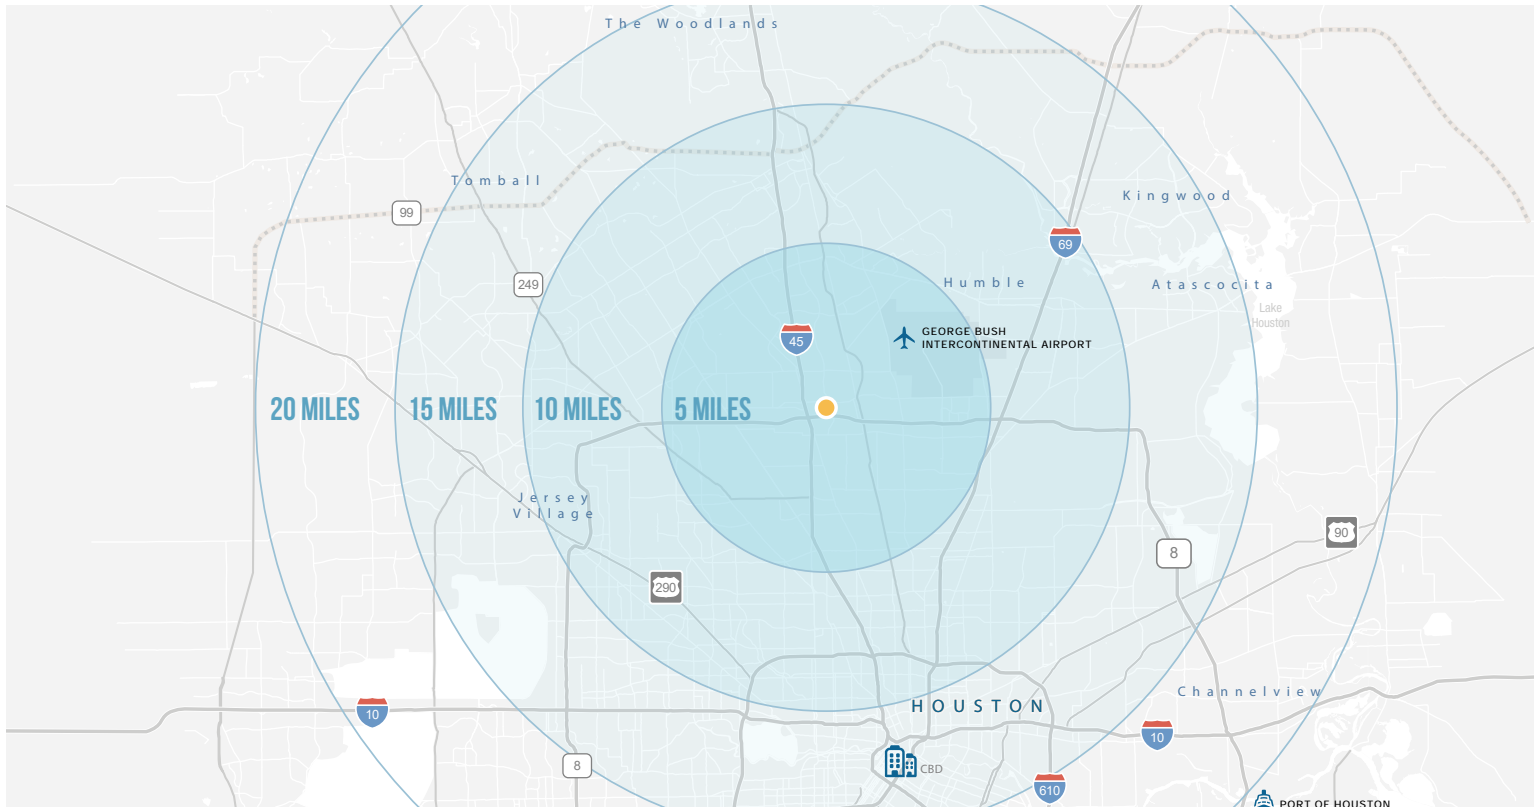 The Woodlands
Tomball
99
Kingwood
69
249
Humble
Atascocita
Lake
Houston
45
GEORGE BUSH
INTERCONTINENTAL AIRPORT
20 MILES
15 MILES
10 MILES
5 MILES
Jersey
Village
90
8
290
Channelview
HOUSTON
10
10
8
CBD
610
PORT OF HOUSTON